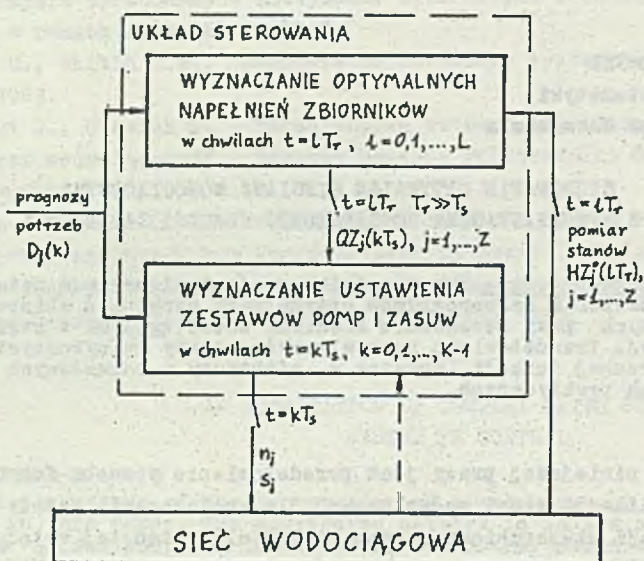 UKŁAD STEROWANIA
WYZNACZANIE OPTYMALNYCH
NAPEŁNIEŃ ZBIORNIKÓW
w chwilach t=lTr, l=0,1,...,L
prognozy
potrzeb
Dj(k)
t=lTr Tr≫Ts
QZj(kTs), j=1,...,Z
t=lTr
pomiar
stanów
HZj(lTr),
j=1,...,Z
WYZNACZANIE USTAWIENIA
ZESTAWÓW POMP I ZASUW
w chwilach t=kTs, k=0,1,...,K-1
t=kTs
nj
sj
SIEĆ WODOCIĄGOWA